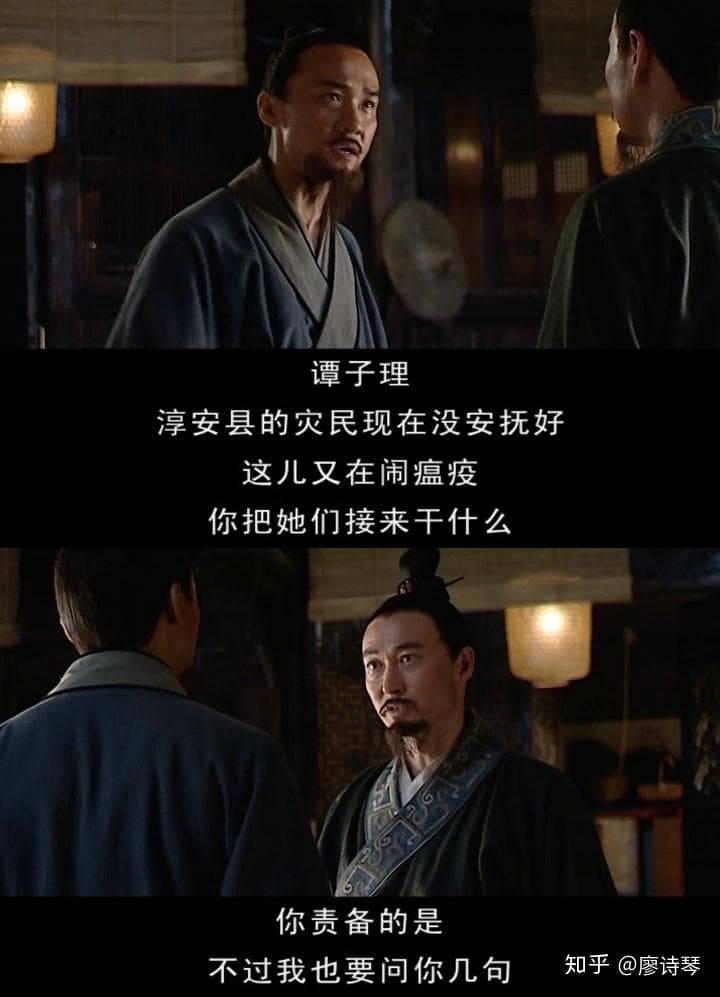 谭子理
淳安县的灾民现在没安抚好
这儿又在闹瘟疫
你把她们接来干什么
你责备的是
不过我也要问你几句
知乎 @廖诗琴